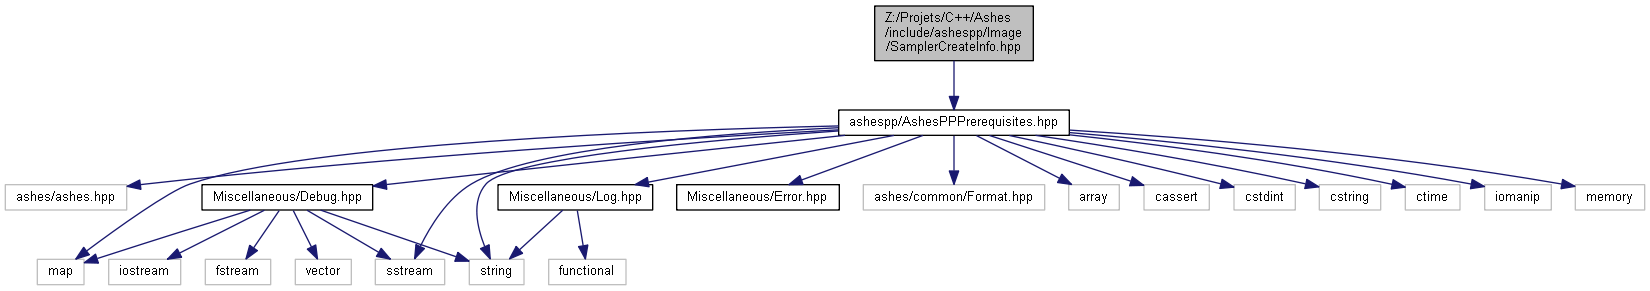 Z:/Projets/C++/Ashes
/include/ashespp/Image
/SamplerCreateInfo.hpp
ashespp/AshesPPPrerequisites.hpp
ashes/ashes.hpp
Miscellaneous/Debug.hpp
Miscellaneous/Log.hpp
Miscellaneous/Error.hpp
ashes/common/Format.hpp
array
cassert
cstdint
cstring
ctime
iomanip
memory
map
iostream
fstream
vector
sstream
string
functional